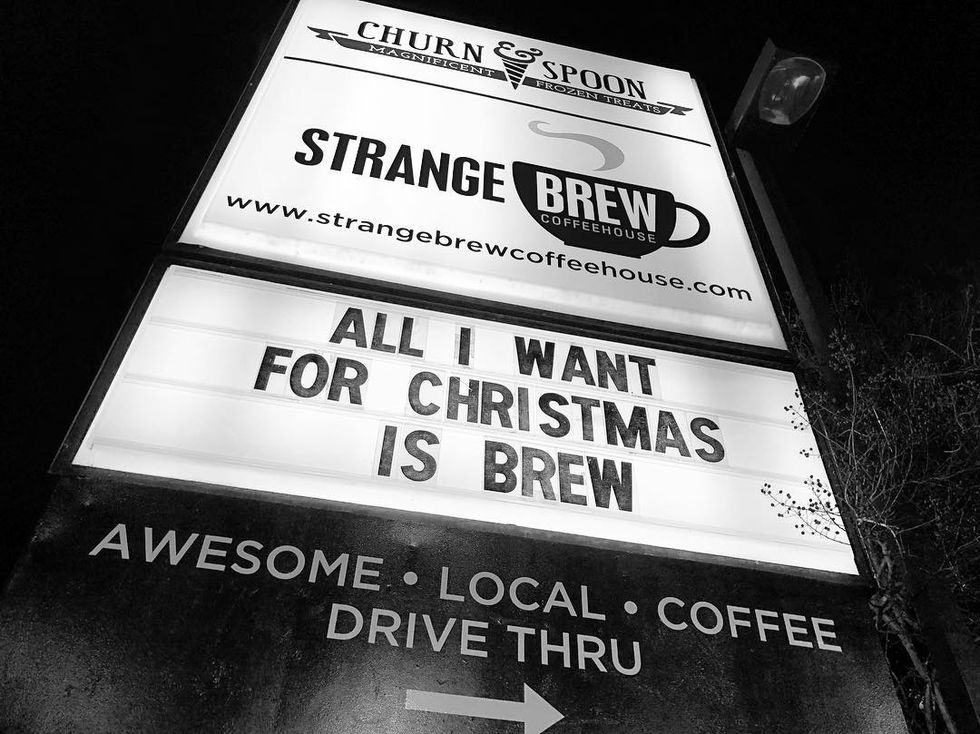 CHURN & SPOON
MAGNIFICENT FROZEN TREATS
STRANGE BREW
COFFEEHOUSE
www.strangebrewcoffeehouse.com
ALL I WANT
FOR CHRISTMAS
IS BREW
AWESOME • LOCAL • COFFEE
DRIVE THRU